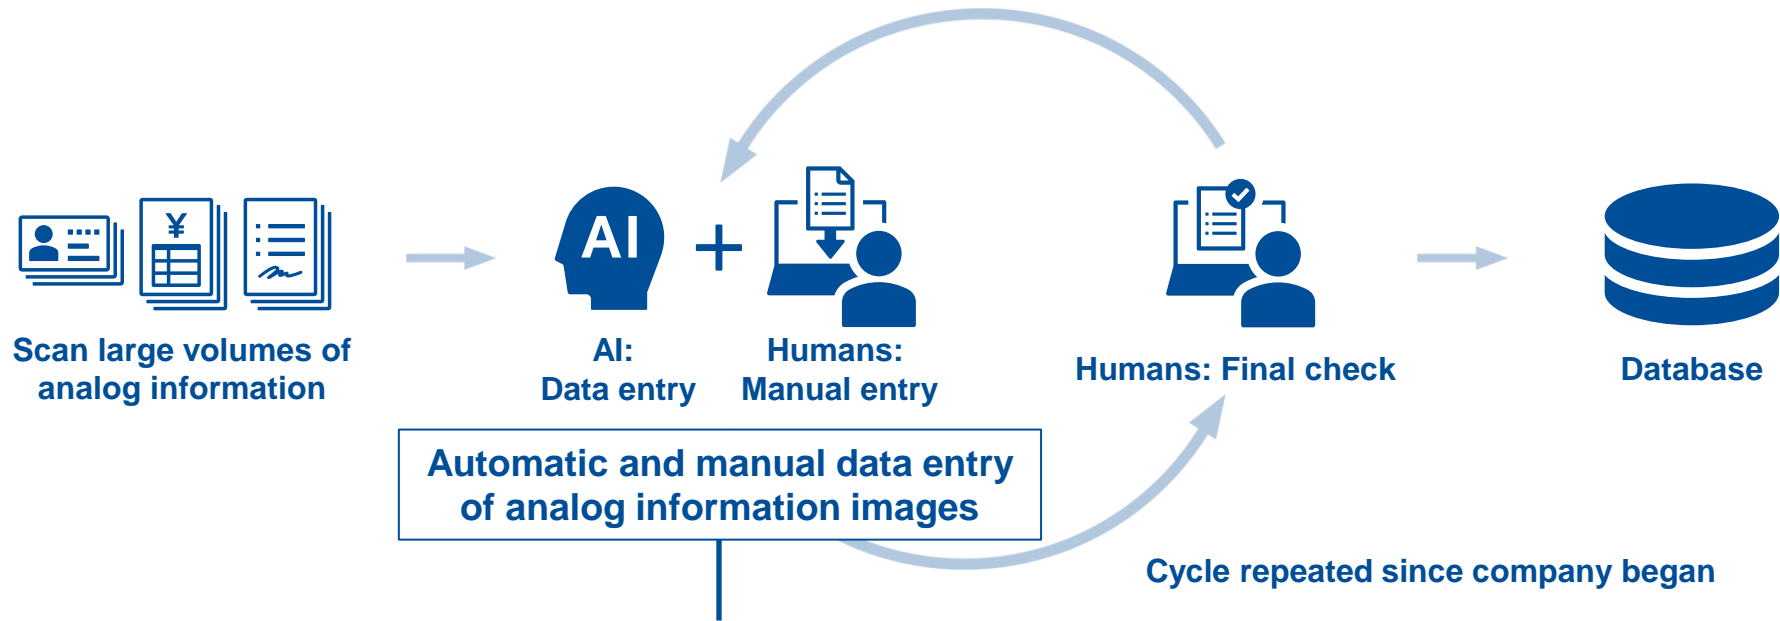 ¥
AI
Scan large volumes of
analog information
AI:
Data entry
Humans:
Manual entry
Humans: Final check
Database
Automatic and manual data entry
of analog information images
Cycle repeated since company began